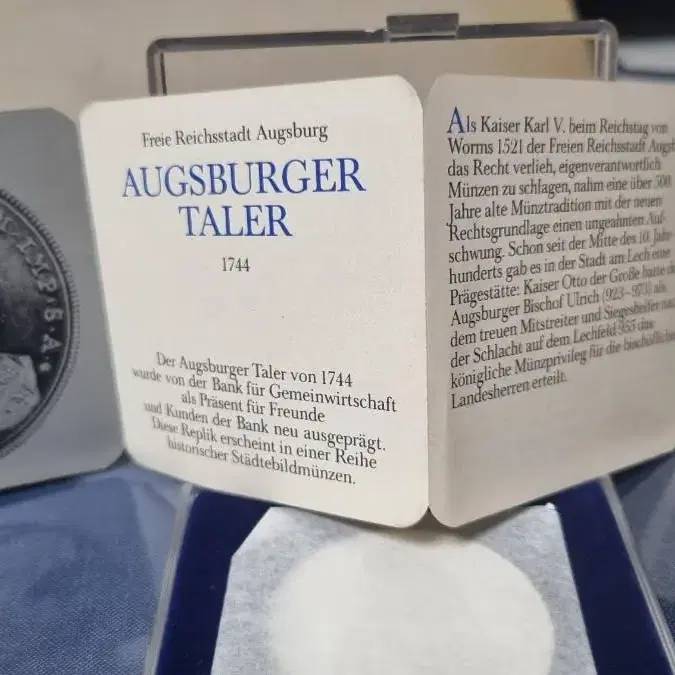 I M P · S · A ·
Freie Reichsstadt Augsburg
AUGSBURGER
TALER
1744
Der Augsburger Taler von 1744
wurde von der Bank für Gemeinwirtschaft
als Präsent für Freunde
und Kunden der Bank neu ausgeprägt.
Diese Replik erscheint in einer Reihe
historischer Städtebildmünzen.
Als Kaiser Karl V. beim Reichstag von
Worms 1521 der Freien Reichsstadt Augsb
das Recht verlieh, eigenverantwortlich
Münzen zu schlagen, nahm eine über 500
Jahre alte Münztradition mit der neuen
Rechtsgrundlage einen ungeahnten Auf-
schwung. Schon seit der Mitte des 10. Jahr-
hunderts gab es in der Stadt am Lech eine
Prägestätte: Kaiser Otto der Große hatte
Augsburger Bischof Ulrich (923–973) als
dem treuen Mitstreiter und Siegeshelfer
der Schlacht auf dem Lechfeld 955 das
königliche Münzprivileg für die bischöflichen
Landesherren erteilt.